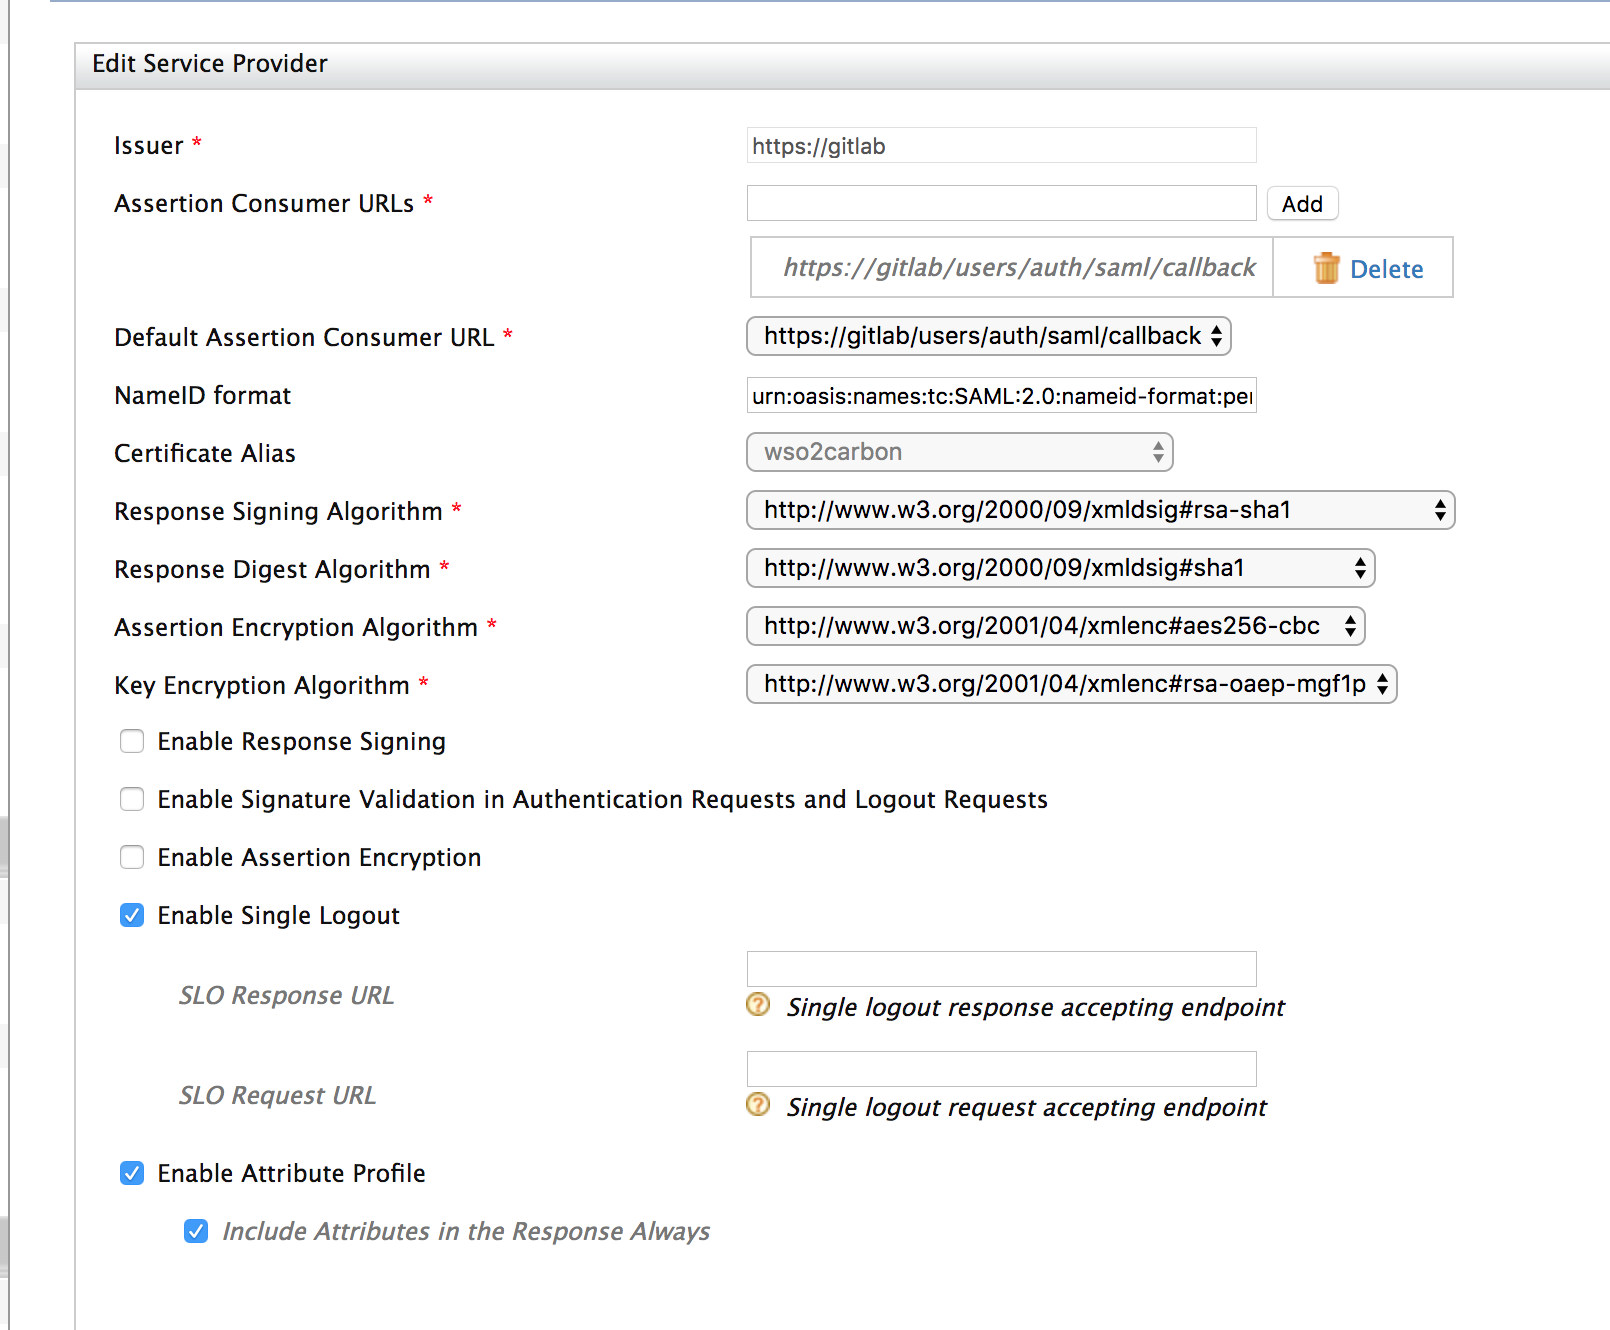 Edit Service Provider
Issuer * https://gitlab
Assertion Consumer URLs * Add
https://gitlab/users/auth/saml/callback Delete
Default Assertion Consumer URL * https://gitlab/users/auth/saml/callback
NameID format urn:oasis:names:tc:SAML:2.0:nameid-format:per
Certificate Alias wso2carbon
Response Signing Algorithm * http://www.w3.org/2000/09/xmldsig#rsa-sha1
Response Digest Algorithm * http://www.w3.org/2000/09/xmldsig#sha1
Assertion Encryption Algorithm * http://www.w3.org/2001/04/xmlenc#aes256-cbc
Key Encryption Algorithm * http://www.w3.org/2001/04/xmlenc#rsa-oaep-mgf1p
Enable Response Signing
Enable Signature Validation in Authentication Requests and Logout Requests
Enable Assertion Encryption
Enable Single Logout
SLO Response URL
? Single logout response accepting endpoint
SLO Request URL
? Single logout request accepting endpoint
Enable Attribute Profile
Include Attributes in the Response Always